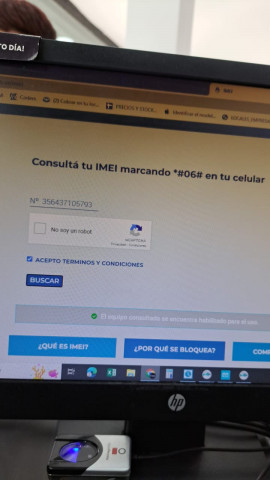 TO DÍA!
Consultá tu IMEI marcando *#06# en tu celular
Nº 356437105793
No soy un robot
reCAPTCHA
ACEPTO TERMINOS Y CONDICIONES
BUSCAR
El equipo consultado se encuentra habilitado para el uso
¿QUÉ ES IMEI?
¿POR QUÉ SE BLOQUEA?
COM
hp